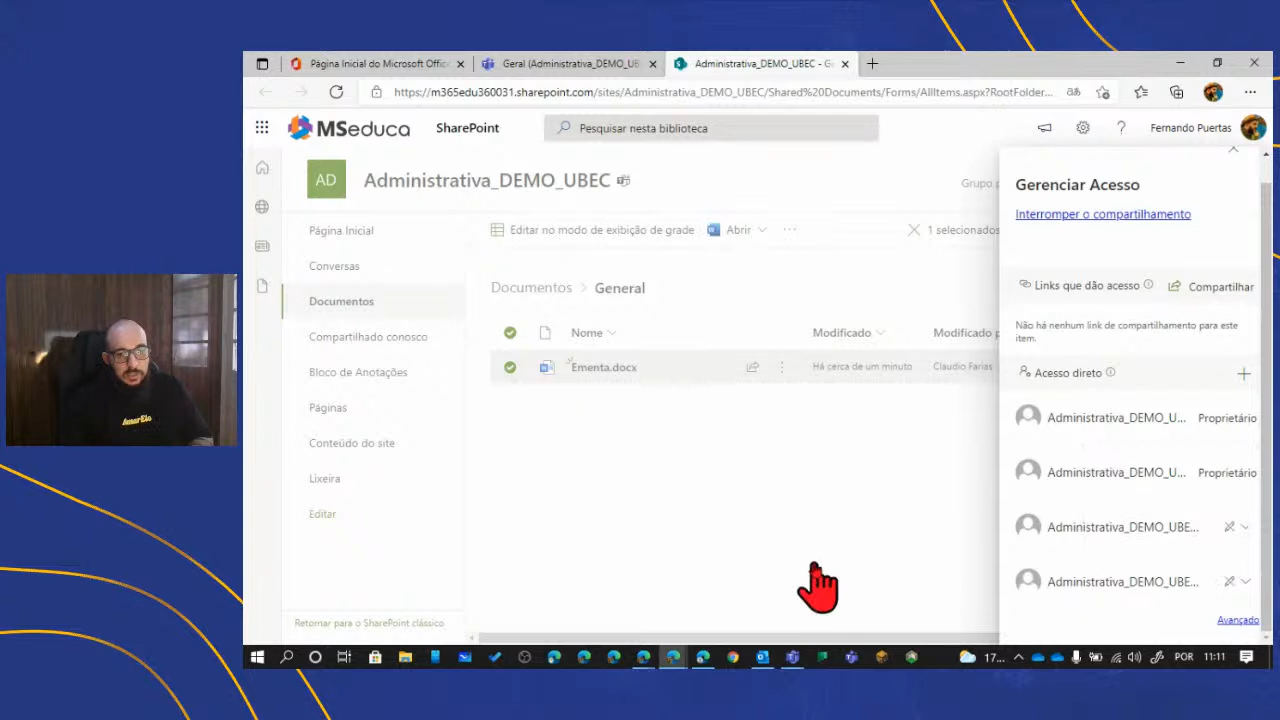 Página Inicial do Microsoft Offic
Geral (Administrativa_DEMO_UB
Administrativa_DEMO_UBEC - G
https://m365edu360031.sharepoint.com/sites/Administrativa_DEMO_UBEC/Shared%20Documents/Forms/AllItems.aspx?RootFolder...
MSeduca
SharePoint
Pesquisar nesta biblioteca
Fernando Puertas
AD
Administrativa_DEMO_UBEC
Grupo p
Gerenciar Acesso
Interromper o compartilhamento
Página Inicial
Editar no modo de exibição de grade
Abrir
1 selecionados
Conversas
Documentos
Compartilhado conosco
Bloco de Anotações
Páginas
Conteúdo do site
Lixeira
Editar
Retornar para o SharePoint clássico
Documentos > General
Nome
Modificado
Modificado p
Ementa.docx
Há cerca de um minuto
Claudio Farias
Links que dão acesso
Compartilhar
Não há nenhum link de compartilhamento para este
item.
Acesso direto
Administrativa_DEMO_U...
Proprietário
Administrativa_DEMO_U...
Proprietário
Administrativa_DEMO_UBE...
Administrativa_DEMO_UBE...
Avançado
17...
POR
11:11